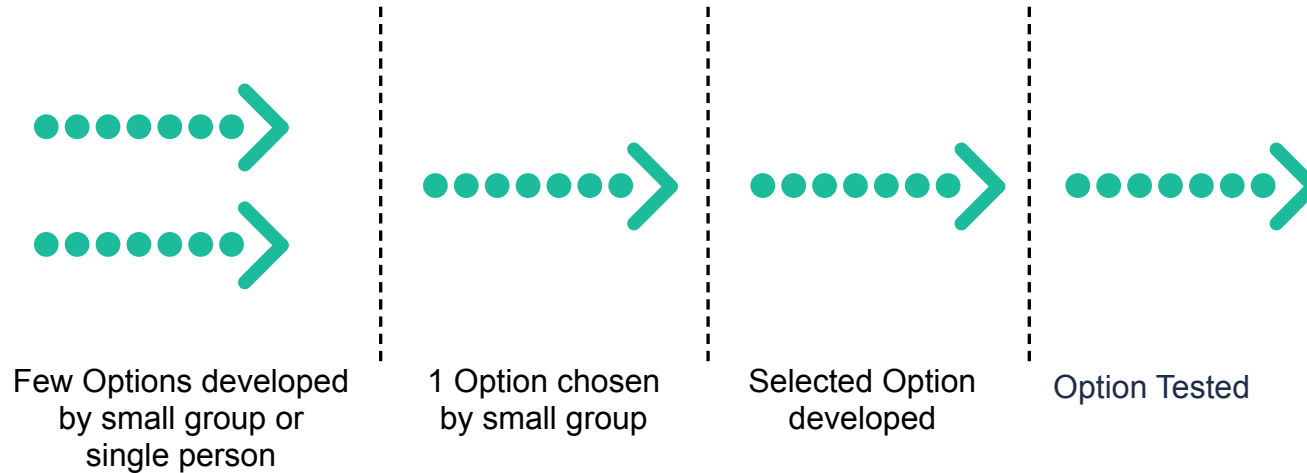 Few Options developed
by small group or
single person
1 Option chosen
by small group
Selected Option
developed
Option Tested